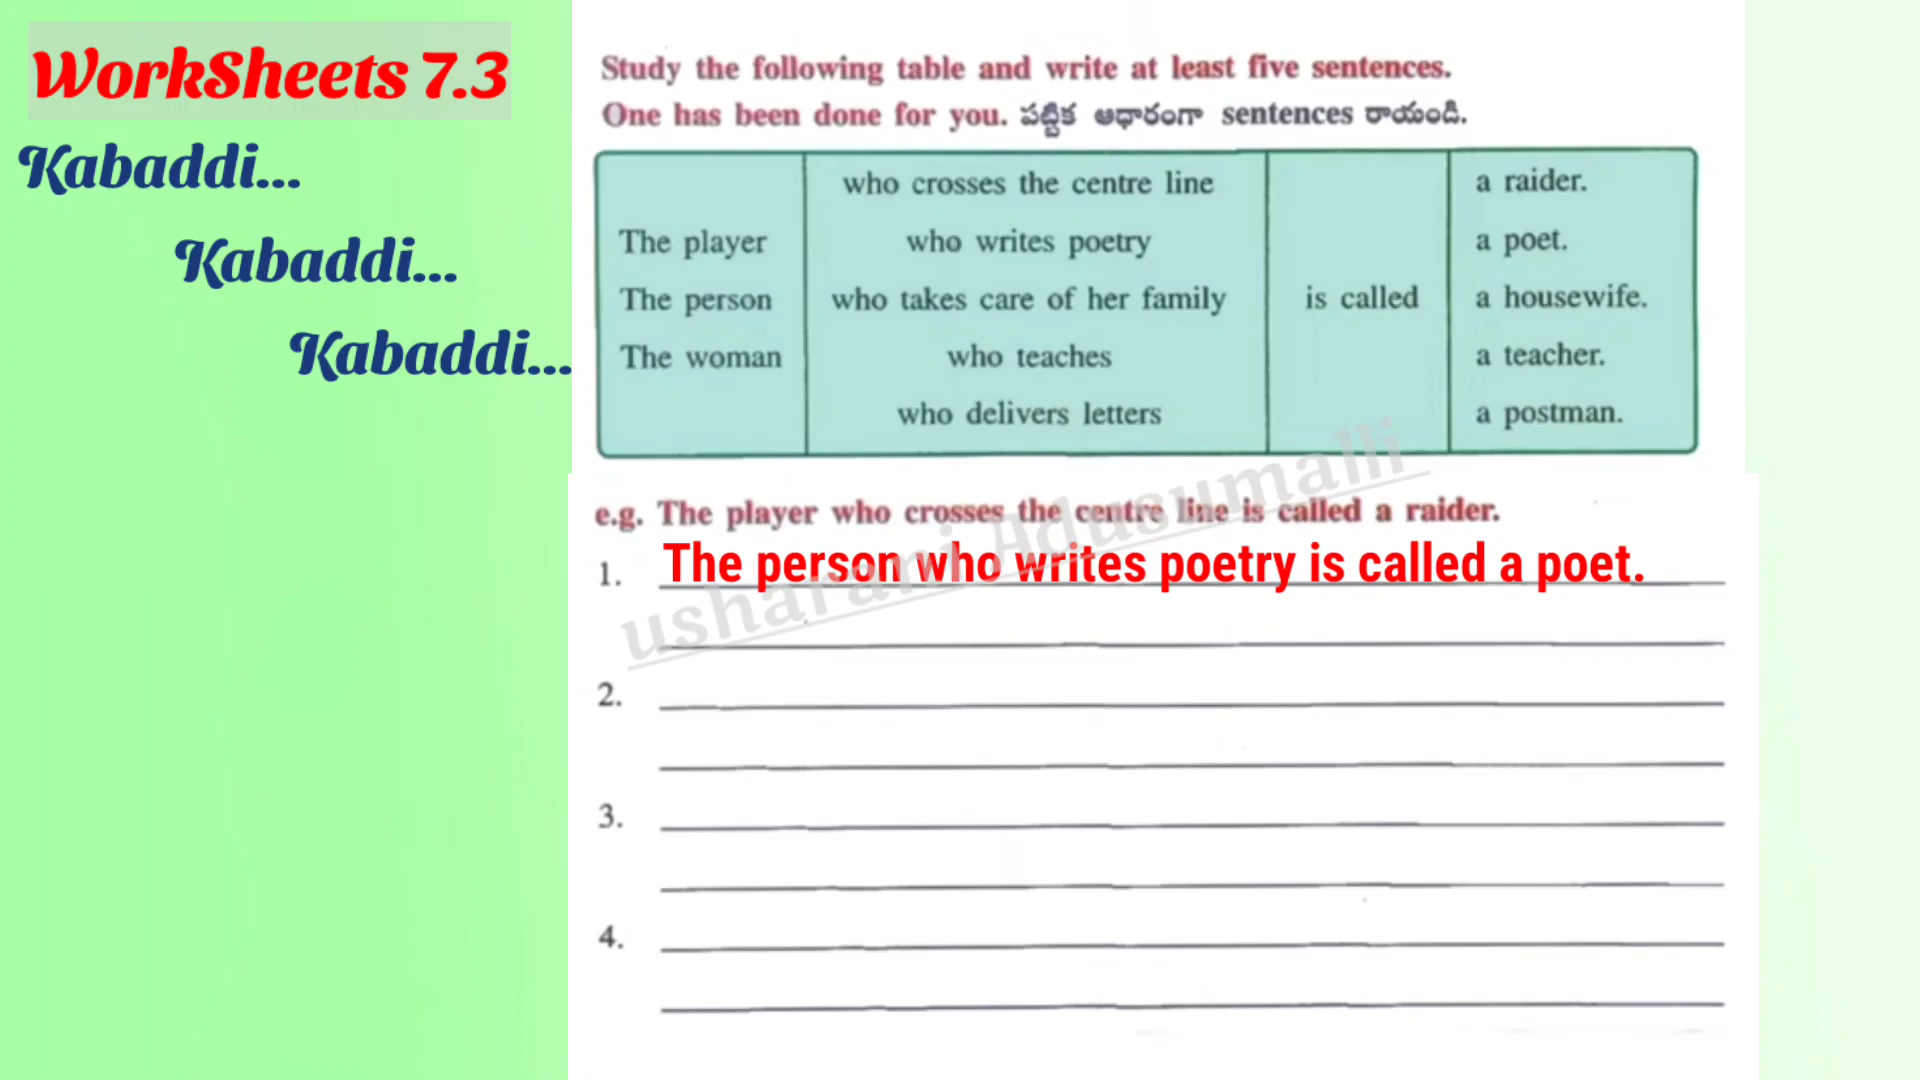 WorkSheets 7.3
Kabaddi...
Kabaddi...
Kabaddi...
Study the following table and write at least five sentences.
One has been done for you. పట్టిక ఆధారంగా sentences రాయండి.
who crosses the centre line a raider.
The player who writes poetry a poet.
The person who takes care of her family is called a housewife.
The woman who teaches a teacher.
who delivers letters a postman.
e.g. The player who crosses the centre line is called a raider.
1. The person who writes poetry is called a poet.
usharani Adusumalli
2.
3.
4.